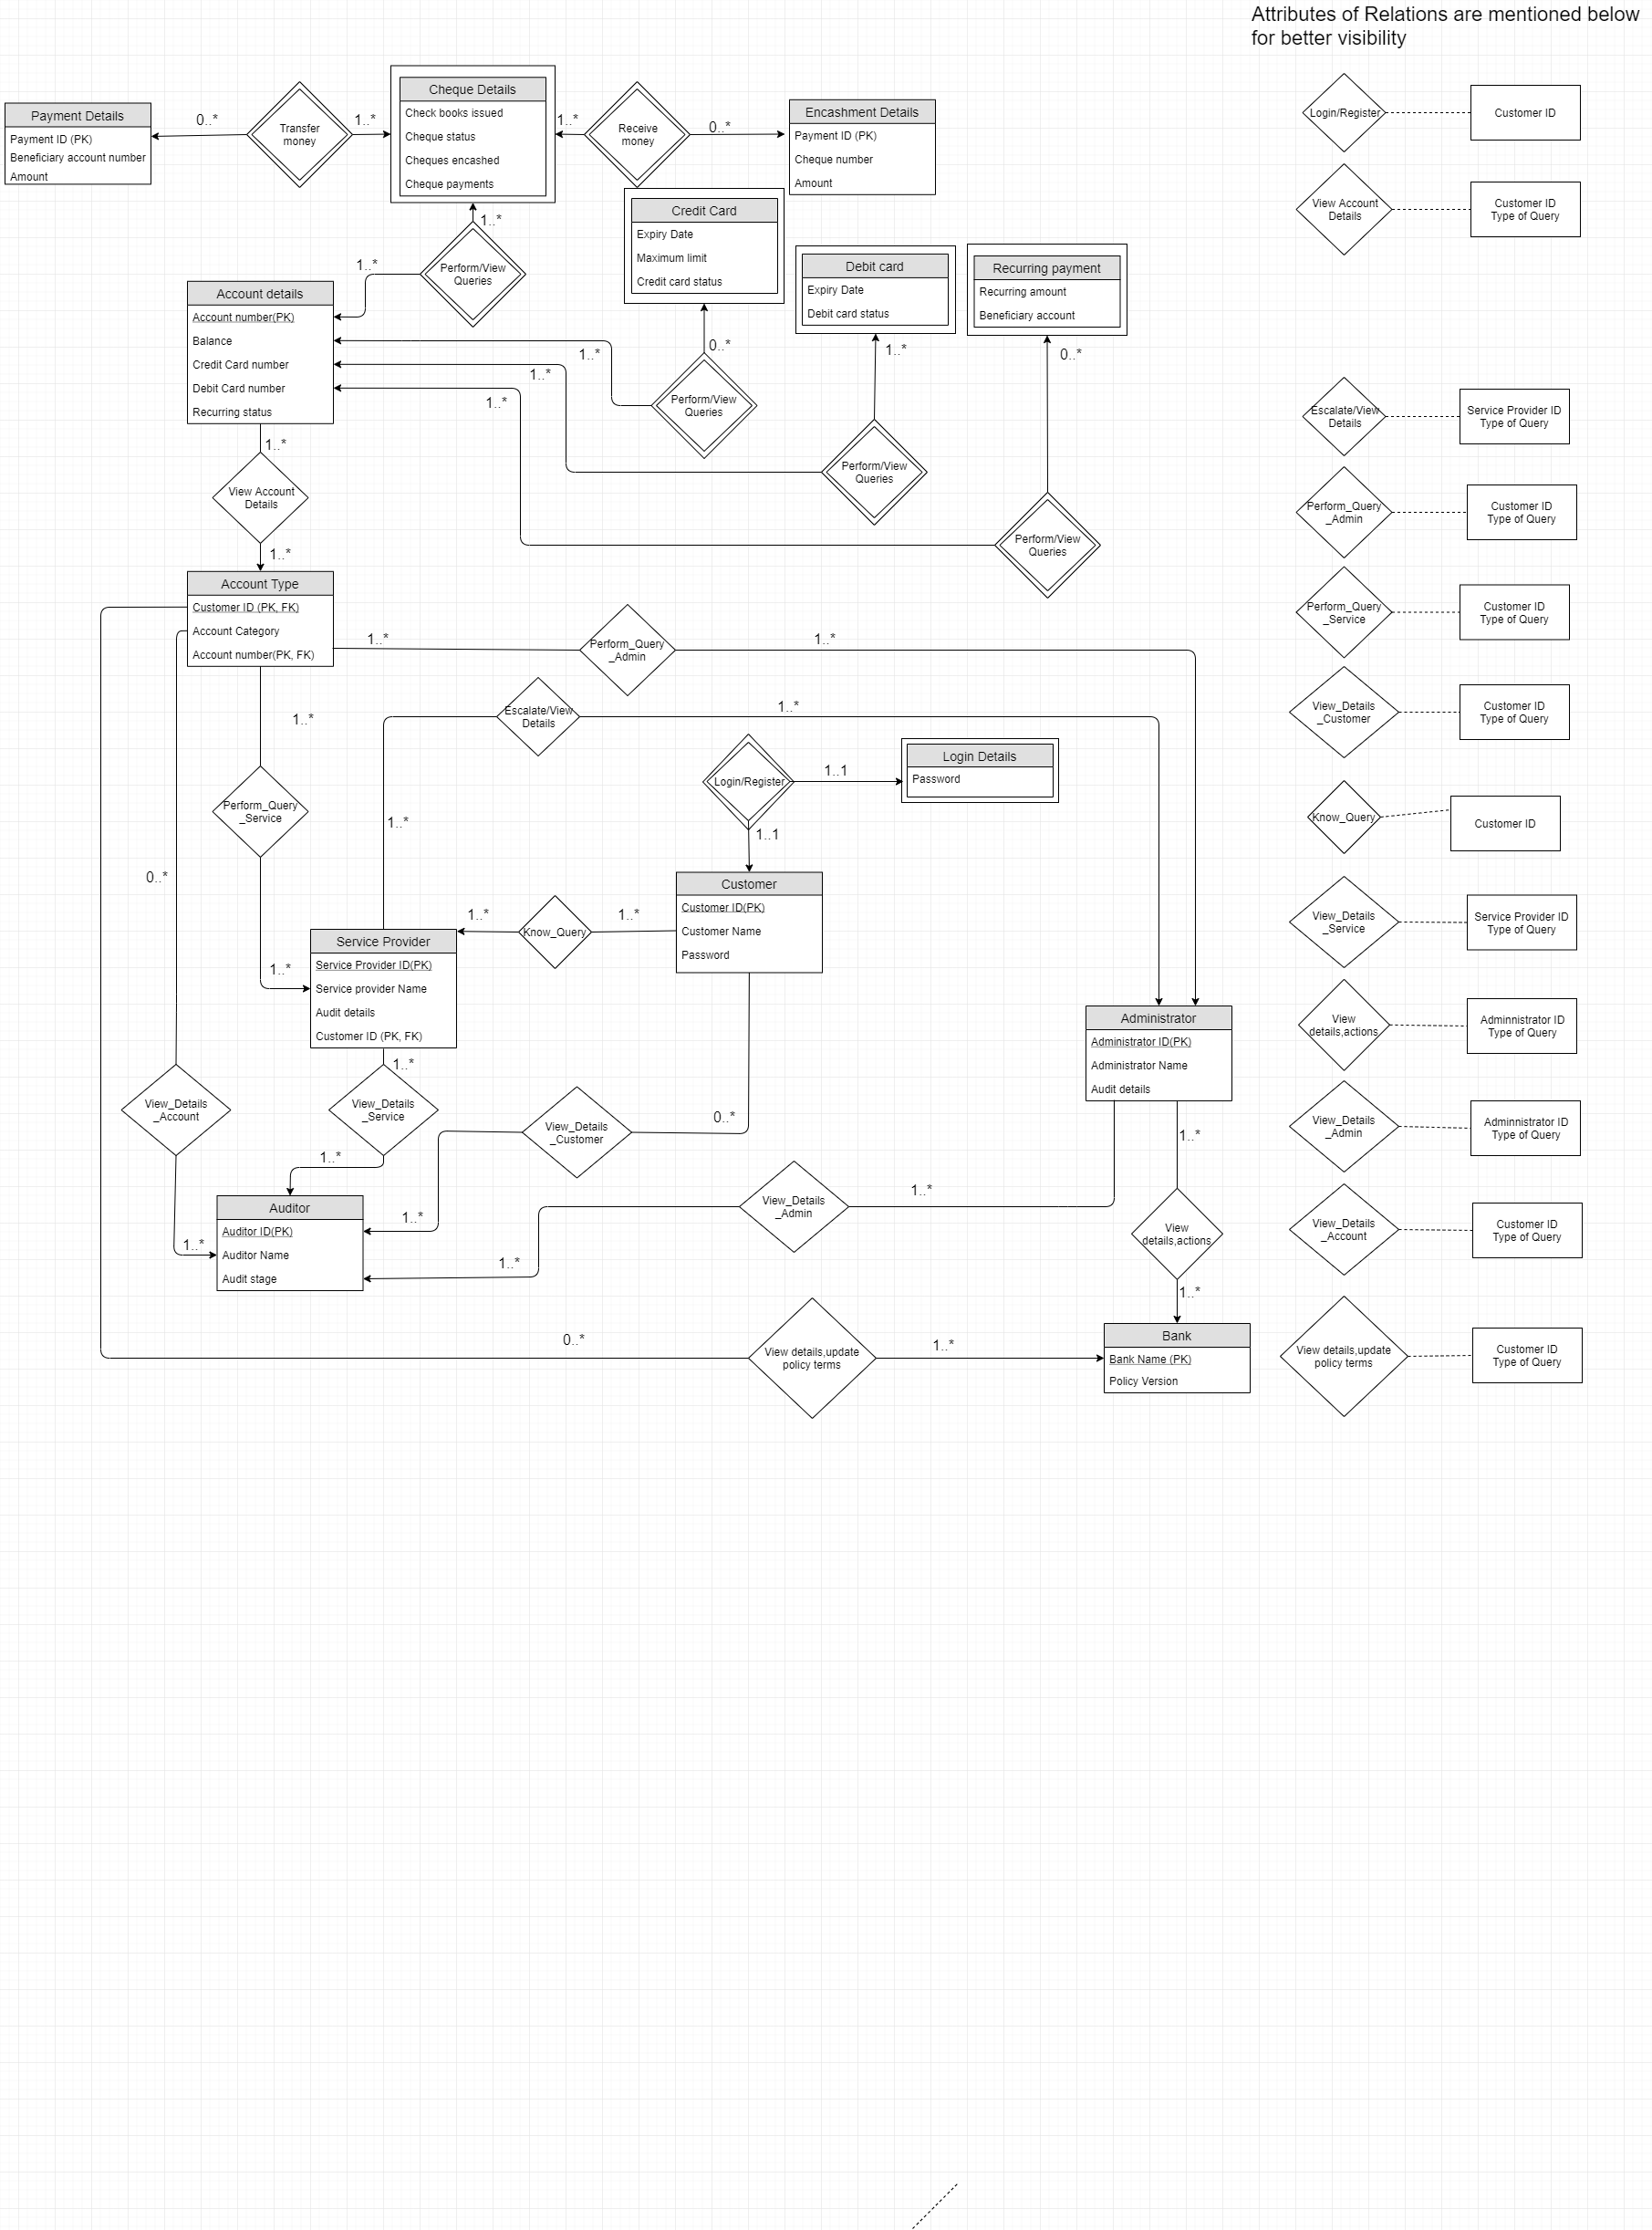 Attributes of Relations are mentioned below
for better visibility
Payment Details
Payment ID (PK)
Beneficiary account number
Amount
0..*
Transfer
money
1..*
Cheque Details
Check books issued
Cheque status
Cheques encashed
Cheque payments
1..*
Receive
money
0..*
Encashment Details
Payment ID (PK)
Cheque number
Amount
1..*
Perform/View
Queries
1..*
Credit Card
Expiry Date
Maximum limit
Credit card status
Debit card
Expiry Date
Debit card status
Recurring payment
Recurring amount
Beneficiary account
Account details
Account number(PK)
Balance
Credit Card number
Debit Card number
Recurring status
1..*
0..*
1..*
1..*
0..*
1..*
Perform/View
Queries
Perform/View
Queries
Perform/View
Queries
1..*
View Account
Details
1..*
Account Type
Customer ID (PK, FK)
Account Category
Account number(PK, FK)
1..*
Perform_Query
_Admin
1..*
1..*
Escalate/View
Details
1..*
Perform_Query
_Service
1..*
Login/Register
1..1
Login Details
Password
1..1
0..*
Customer
Customer ID(PK)
Customer Name
Password
1..*
Know_Query
1..*
Service Provider
Service Provider ID(PK)
Service provider Name
Audit details
Customer ID (PK, FK)
1..*
Administrator
Administrator ID(PK)
Administrator Name
Audit details
1..*
View_Details
_Account
View_Details
_Service
View_Details
_Customer
0..*
1..*
1..*
View_Details
_Admin
1..*
Auditor
Auditor ID(PK)
Auditor Name
Audit stage
1..*
1..*
1..*
View
details,actions
1..*
0..*
View details,update
policy terms
1..*
Bank
Bank Name (PK)
Policy Version
Login/Register
Customer ID
View Account
Details
Customer ID
Type of Query
Escalate/View
Details
Service Provider ID
Type of Query
Perform_Query
_Admin
Customer ID
Type of Query
Perform_Query
_Service
Customer ID
Type of Query
View_Details
_Customer
Customer ID
Type of Query
Know_Query
Customer ID
View_Details
_Service
Service Provider ID
Type of Query
View
details,actions
Adminnistrator ID
Type of Query
View_Details
_Admin
Adminnistrator ID
Type of Query
View_Details
_Account
Customer ID
Type of Query
View details,update
policy terms
Customer ID
Type of Query